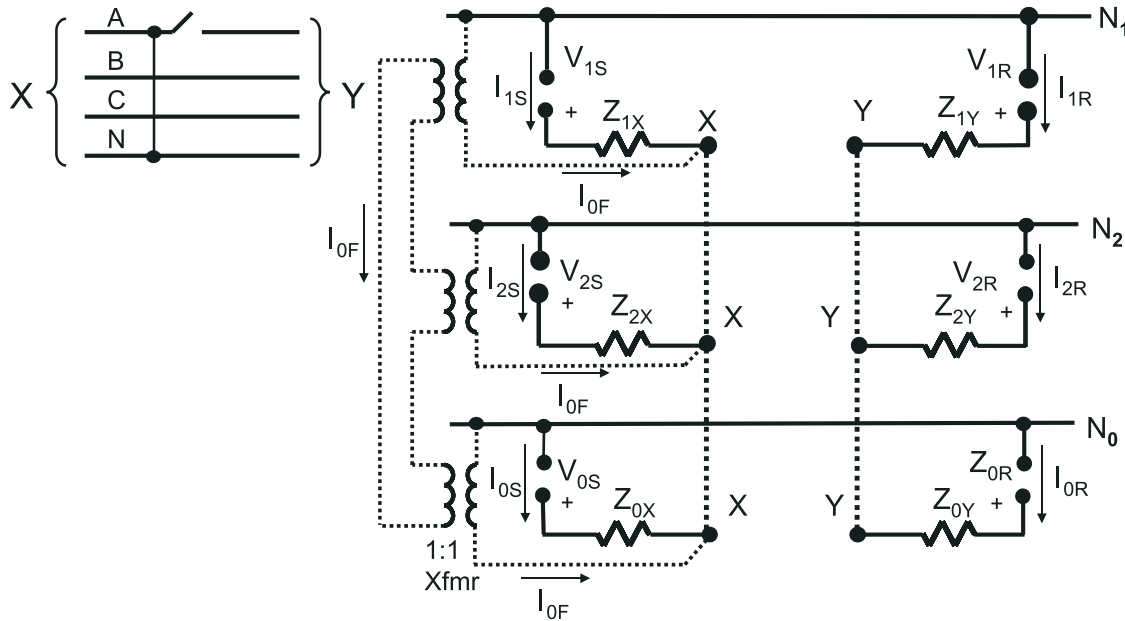 A
B
C
N
X
Y
N1
V1S
I1S
+
Z1X
X
Y
Z1Y
V1R
+
I1R
I0F
I0F
N2
I2S
V2S
+
Z2X
X
Y
Z2Y
V2R
+
I2R
I0F
N0
I0S
V0S
+
Z0X
X
Y
Z0Y
Z0R
+
I0R
1:1
Xfmr
I0F